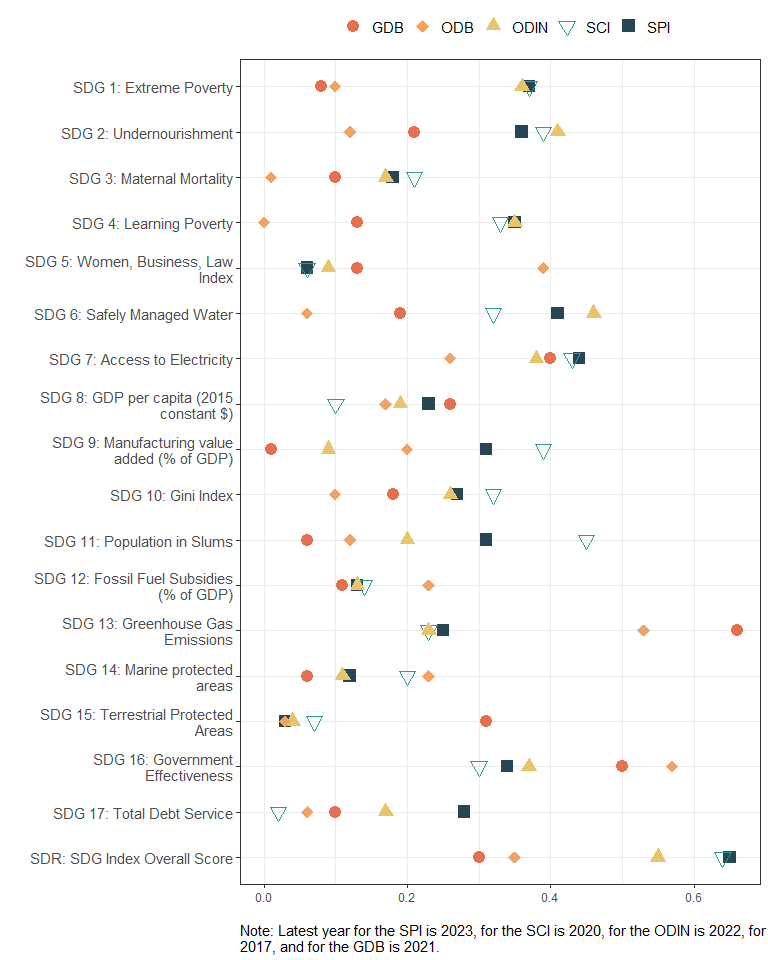 GDB ODB ODIN SCI SPI
SDG 1: Extreme Poverty
SDG 2: Undernourishment
SDG 3: Maternal Mortality
SDG 4: Learning Poverty
SDG 5: Women, Business, Law
Index
SDG 6: Safely Managed Water
SDG 7: Access to Electricity
SDG 8: GDP per capita (2015
constant $)
SDG 9: Manufacturing value
added (% of GDP)
SDG 10: Gini Index
SDG 11: Population in Slums
SDG 12: Fossil Fuel Subsidies
(% of GDP)
SDG 13: Greenhouse Gas
Emissions
SDG 14: Marine protected
areas
SDG 15: Terrestrial Protected
Areas
SDG 16: Government
Effectiveness
SDG 17: Total Debt Service
SDR: SDG Index Overall Score
0.0 0.2 0.4 0.6
Note: Latest year for the SPI is 2023, for the SCI is 2020, for the ODIN is 2022, for
2017, and for the GDB is 2021.